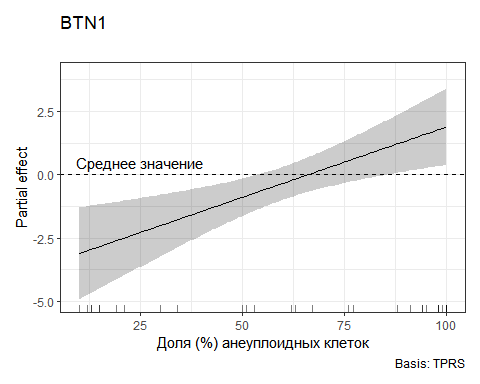 BTN1
Partial effect
2.5
0.0
-2.5
-5.0
Среднее значение
25
50
75
100
Доля (%) анеуплоидных клеток
Basis: TPRS